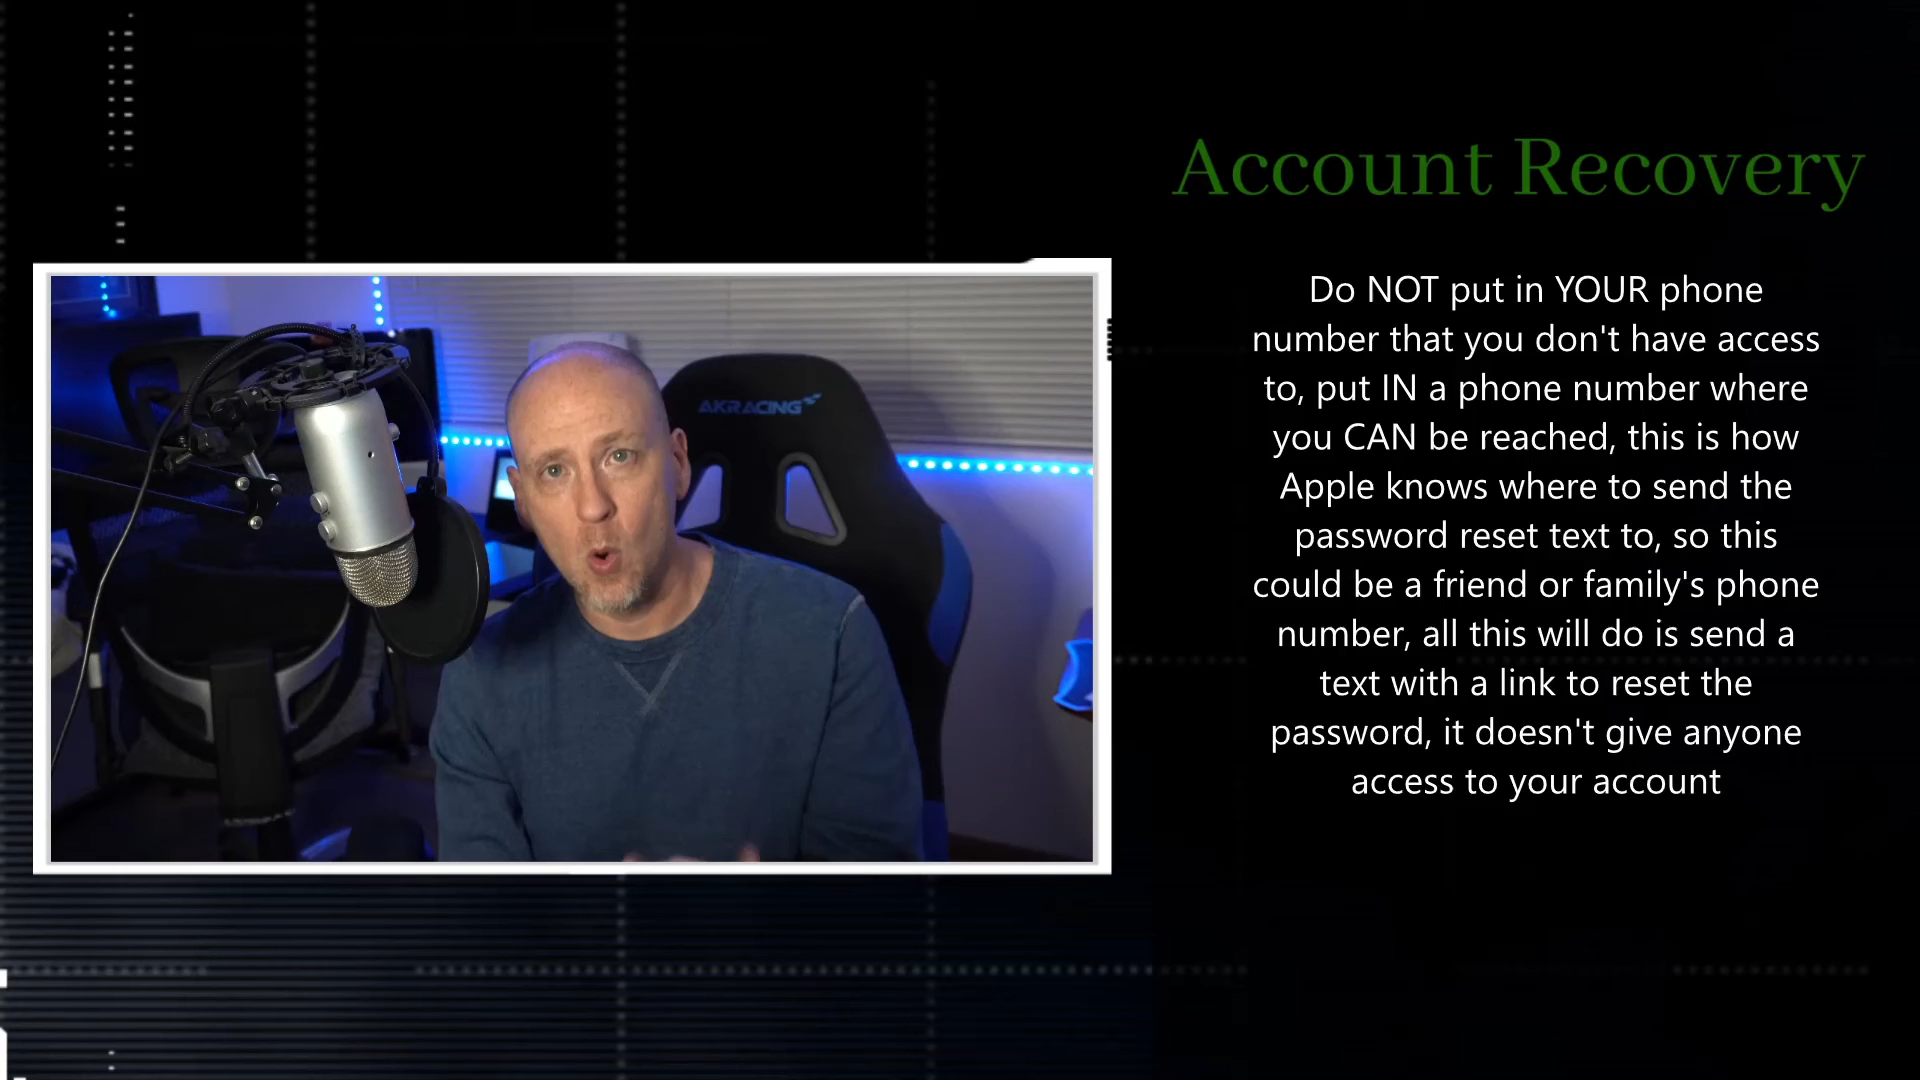 Account Recovery
Do NOT put in YOUR phone
number that you don't have access
to, put IN a phone number where
you CAN be reached, this is how
Apple knows where to send the
password reset text to, so this
could be a friend or family's phone
number, all this will do is send a
text with a link to reset the
password, it doesn't give anyone
access to your account
AKRACING